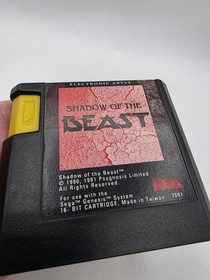 ELECTRONIC ARTS
SHADOW OF THE
BEAST
Shadow of the Beast™
© 1990, 1991 Psygnosis Limited
All Rights Reserved.
For use with the
Sega™ Genesis™ System
16- BIT CARTRIDGE, Made in Taiwan
7091